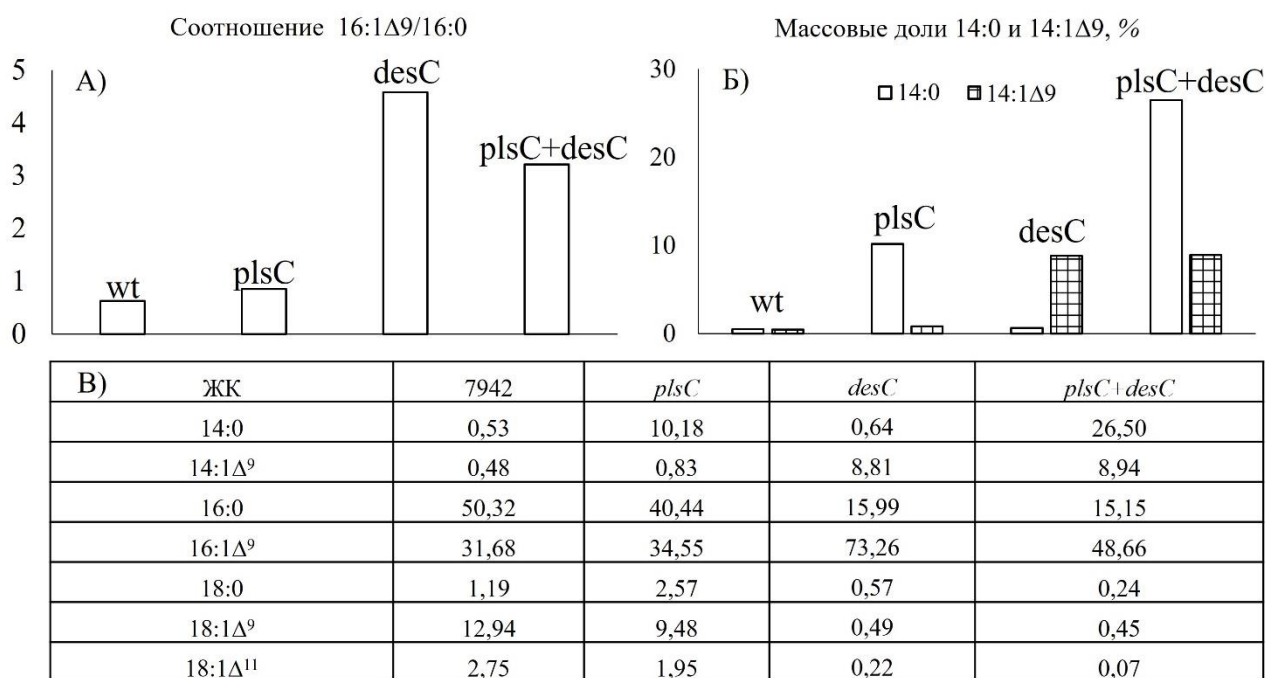 Соотношение 16:1Δ9/16:0
А)
5
4
3
2
1
0
wt
plsC
desC
plsC+desC
Массовые доли 14:0 и 14:1Δ9, %
Б)
14:0 14:1Δ9
30
20
10
0
wt
plsC
desC
plsC+desC
В) ЖК 7942 plsC desC plsC+desC
14:0 0,53 10,18 0,64 26,50
14:1Δ⁹ 0,48 0,83 8,81 8,94
16:0 50,32 40,44 15,99 15,15
16:1Δ⁹ 31,68 34,55 73,26 48,66
18:0 1,19 2,57 0,57 0,24
18:1Δ⁹ 12,94 9,48 0,49 0,45
18:1Δ¹¹ 2,75 1,95 0,22 0,07